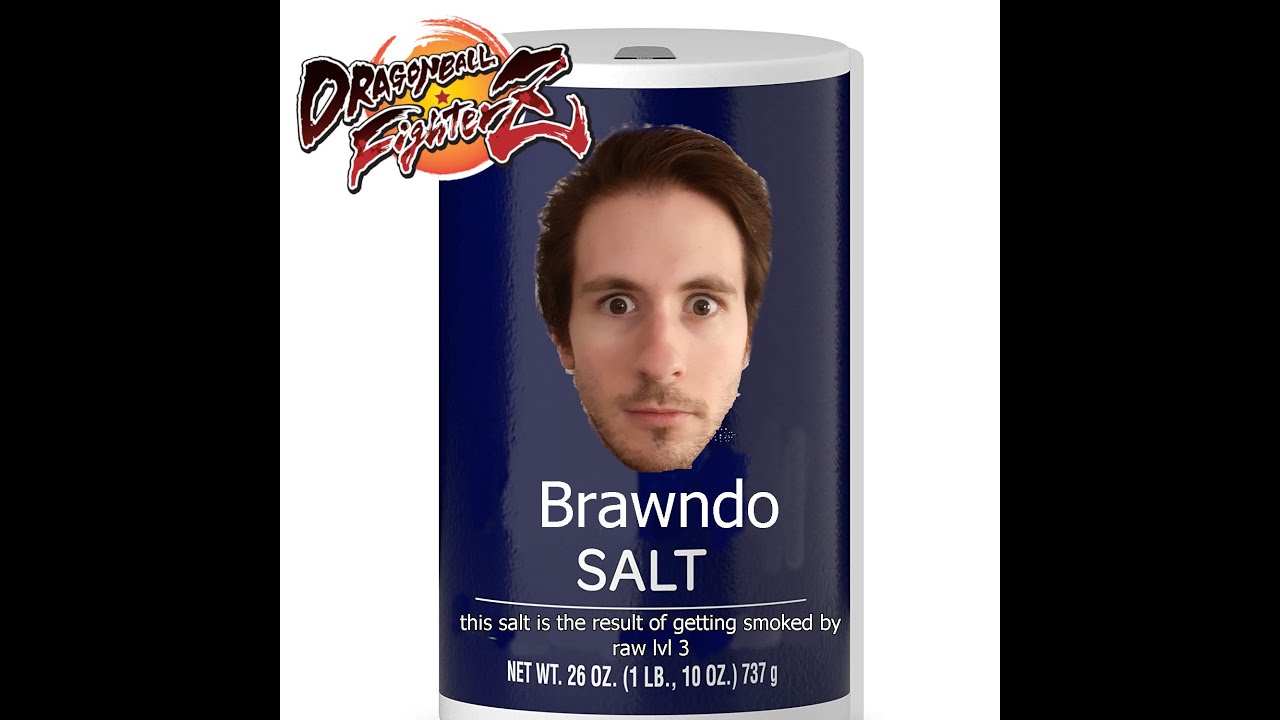 DRAGONBALL
FighterZ
Brawndo
SALT
this salt is the result of getting smoked by
raw lvl 3
NET WT. 26 OZ. (1 LB., 10 OZ.) 737 g